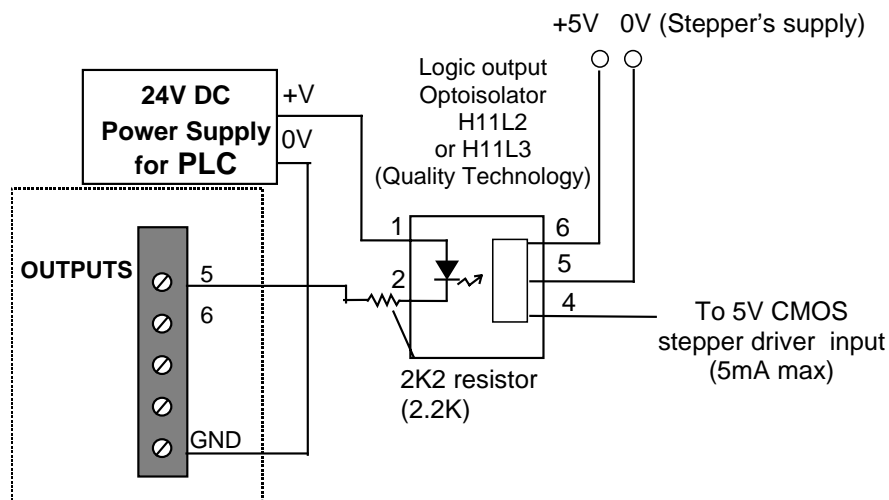 +5V 0V (Stepper's supply)
Logic output
Optoisolator
H11L2
or H11L3
(Quality Technology)
24V DC
Power Supply
for PLC
+V
0V
1
2
6
5
4
OUTPUTS
5
6
GND
2K2 resistor
(2.2K)
To 5V CMOS
stepper driver input
(5mA max)